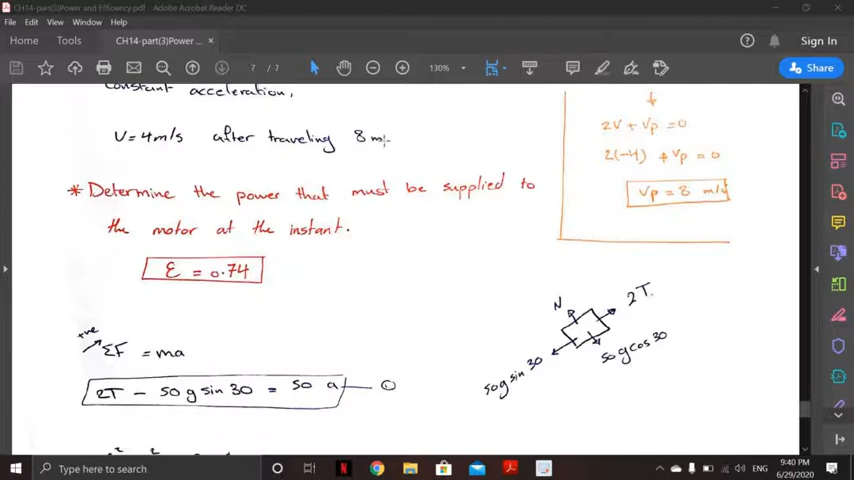 CH14-part(3)Power and Efficiency.pdf - Adobe Acrobat Reader DC
File Edit View Window Help
Home Tools CH14-part(3)Power ... × Sign In
7 / 7 130% Share
constant acceleration,
V = 4m/s after traveling 8 m
* Determine the power that must be supplied to
the motor at the instant.
ε = 0.74
2V + Vp = 0
2(-4) + Vp = 0
Vp = 8 m/s
+ve
ΣF = ma
2T - 50 g sin 30 = 50 a ①
N
2T
50 g sin 30
50 g cos 30
Type here to search
ENG 9:40 PM
6/29/2020